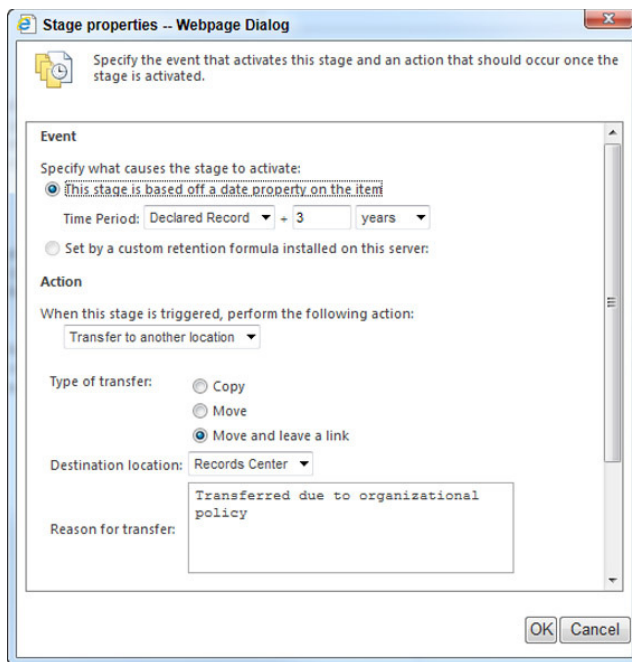 Stage properties -- Webpage Dialog
Specify the event that activates this stage and an action that should occur once the
stage is activated.
Event
Specify what causes the stage to activate:
This stage is based off a date property on the item
Time Period: Declared Record + 3 years
Set by a custom retention formula installed on this server:
Action
When this stage is triggered, perform the following action:
Transfer to another location
Type of transfer: Copy
Move
Move and leave a link
Destination location: Records Center
Transferred due to organizational
policy
Reason for transfer:
OK Cancel